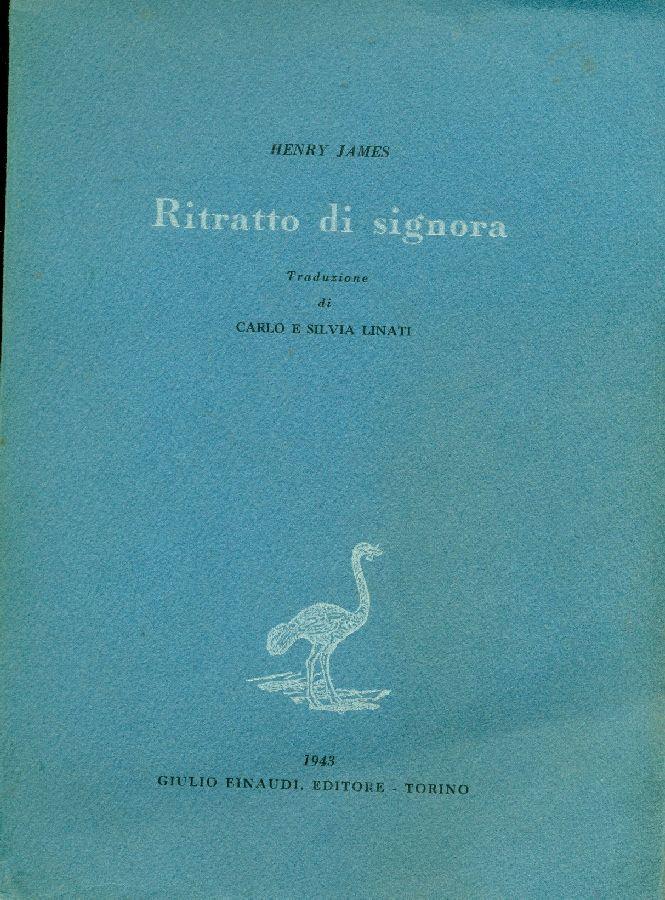 HENRY JAMES
Ritratto di signora
Traduzione
di
CARLO E SILVIA LINATI
1943
GIULIO EINAUDI. EDITORE - TORINO